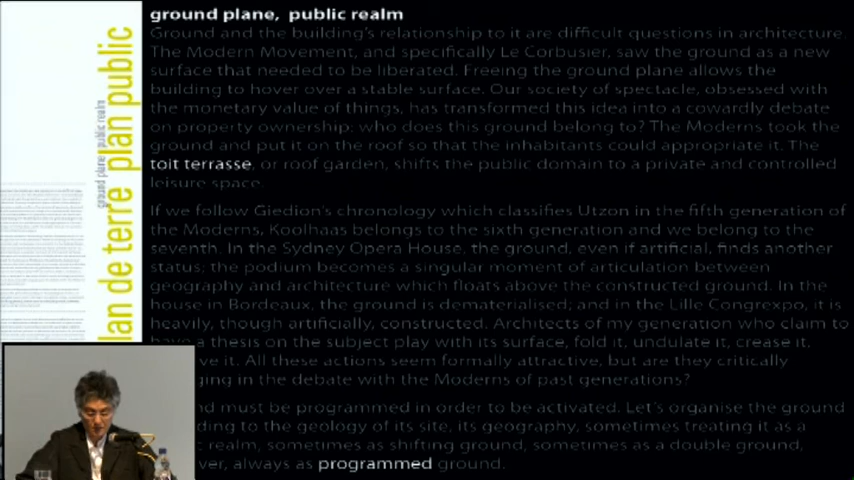 ground plane, public realm
Ground and the building's relationship to it are difficult questions in architecture.
The Modern Movement, and specifically Le Corbusier, saw the ground as a new
surface that needed to be liberated. Freeing the ground plane allows the
building to hover over a stable surface. Our society of spectacle, obsessed with
the monetary value of things, has transformed this idea into a cowardly debate
on property ownership: who does this ground belong to? The Moderns took the
ground and put it on the roof so that the inhabitants could appropriate it. The
toit terrasse, or roof garden, shifts the public domain to a private and controlled
leisure space.
If we follow Giedion's chronology which classifies Utzon in the fifth generation of
the Moderns, Koolhaas belongs to the sixth generation and we belong to the
seventh. In the Sydney Opera House, the ground, even if artificial, finds another
status; the podium becomes a singular moment of articulation between
geography and architecture which floats above the constructed ground. In the
house in Bordeaux, the ground is dematerialised; and in the Lille Congrexpo, it is
heavily, though artificially, constructed. Architects of my generation who claim to
have a thesis on the subject play with its surface, fold it, undulate it, crease it,
ve it. All these actions seem formally attractive, but are they critically
ging in the debate with the Moderns of past generations?
nd must be programmed in order to be activated. Let's organise the ground
ding to the geology of its site, its geography, sometimes treating it as a
realm, sometimes as shifting ground, sometimes as a double ground,
ver, always as programmed ground.
lan de terre plan public
ground plane public realm